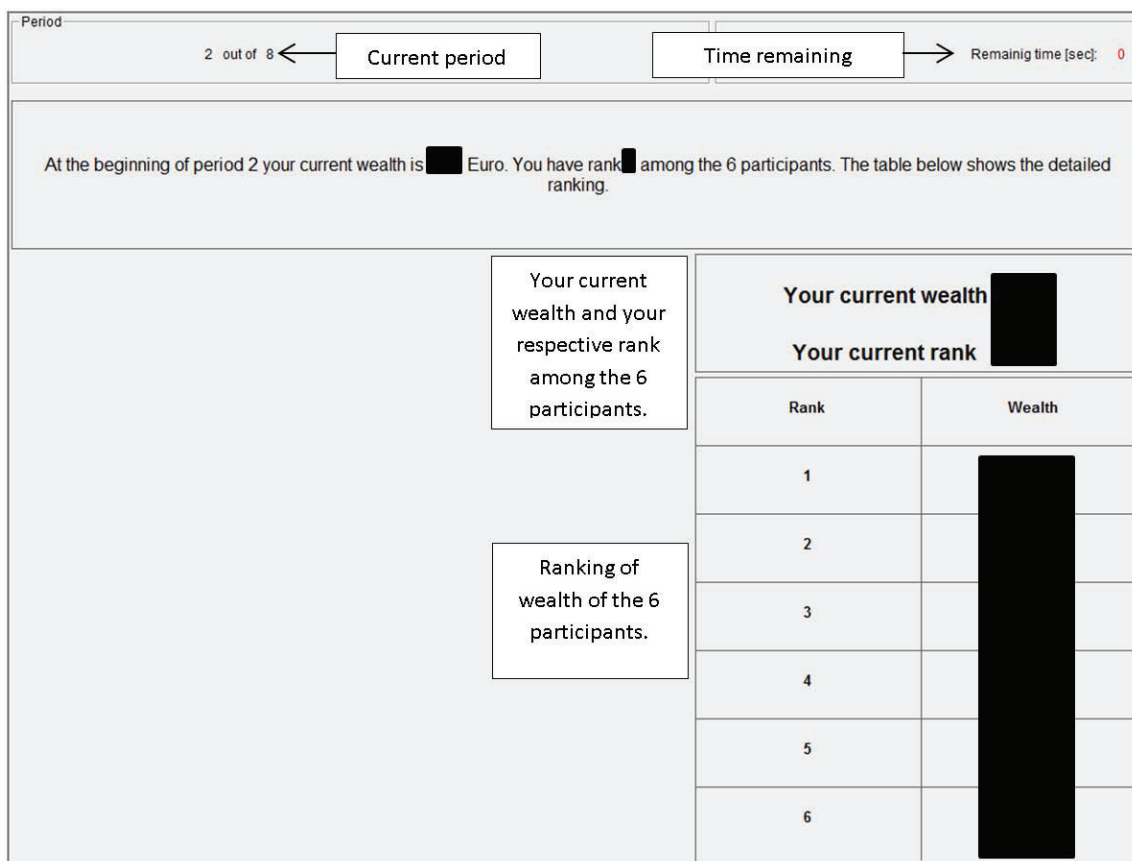 Period
2 out of 8
Current period
Time remaining
Remainig time [sec]: 0
At the beginning of period 2 your current wealth is Euro. You have rank among the 6 participants. The table below shows the detailed
ranking.
Your current
wealth and your
respective rank
among the 6
participants.
Your current wealth
Your current rank
Rank Wealth
1
2
Ranking of
wealth of the 6
participants.
3
4
5
6